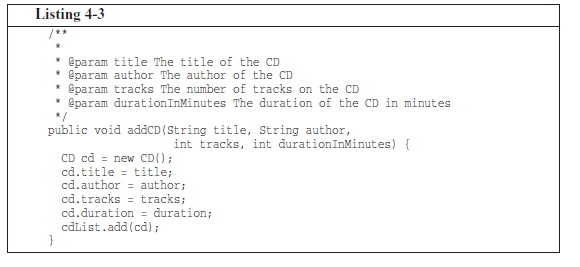 Listing 4-3
/**
*
* @param title The title of the CD
* @param author The author of the CD
* @param tracks The number of tracks on the CD
* @param durationInMinutes The duration of the CD in minutes
*/
public void addCD(String title, String author,
int tracks, int durationInMinutes) {
CD cd = new CD();
cd.title = title;
cd.author = author;
cd.tracks = tracks;
cd.duration = duration;
cdList.add(cd);
}